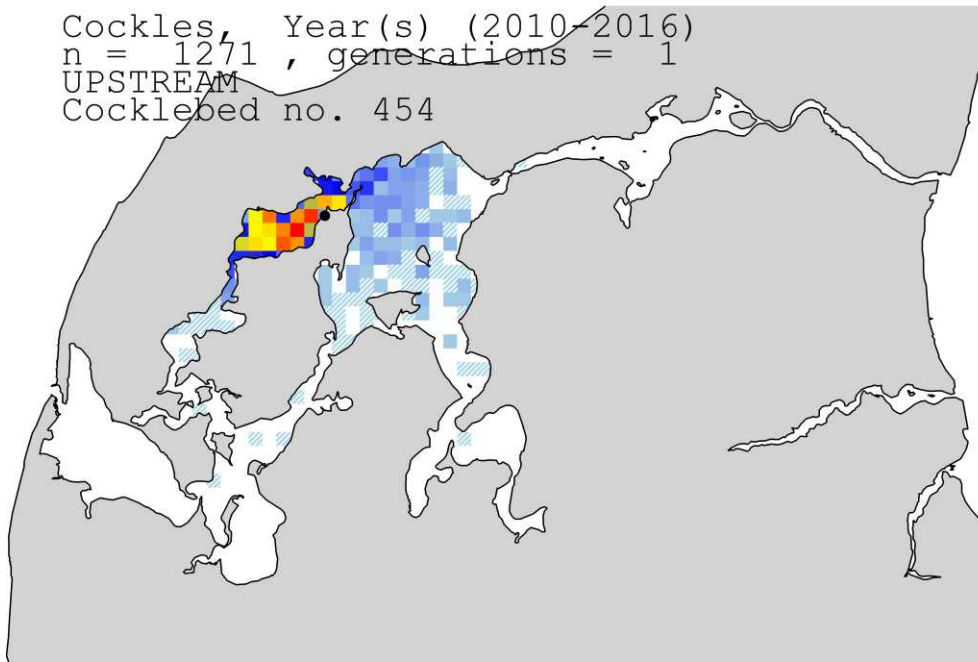 Cockles,  Year(s) (2010-2016)
n =  1271 , generations =  1
UPSTREAM
Cocklebed no. 454